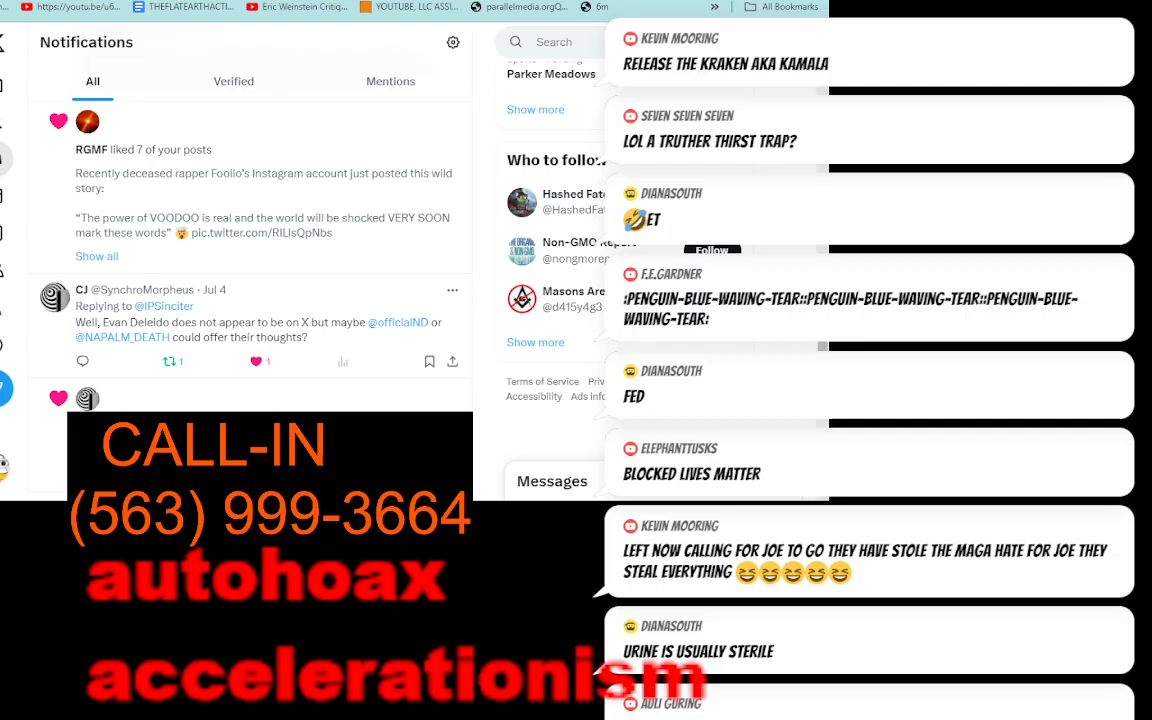 https://youtu.be/u6...
THEFLATEARTHACTI...
Eric Weinstein Critiq...
YOUTUBE, LLC ASSI...
parallelmedia.orgQ...
6m
»
All Bookmarks
Notifications
All
Verified
Mentions
RGMF liked 7 of your posts
Recently deceased rapper Foolio's Instagram account just posted this wild
story:
“The power of VOODOO is real and the world will be shocked VERY SOON
mark these words” 🤯 pic.twitter.com/RILlsQpNbs
Show all
CJ @SynchroMorpheus · Jul 4
Replying to @IPSinciter
Well, Evan Deleido does not appear to be on X but maybe @officialND or
@NAPALM_DEATH could offer their thoughts?
1
1
Search
Parker Meadows
Show more
Who to follow
Hashed Fat
@HashedFat
Non-GMO Report
@nongmorep
Follow
Masons Are
@d415y4g3
Show more
Terms of Service Priv
Accessibility Ads info
Messages
CALL-IN
(563) 999-3664
autohoax
accelerationism
KEVIN MOORING
RELEASE THE KRAKEN AKA KAMALA
SEVEN SEVEN SEVEN
LOL A TRUTHER THIRST TRAP?
DIANASOUTH
🤣ET
F.E.GARDNER
:PENGUIN-BLUE-WAVING-TEAR::PENGUIN-BLUE-WAVING-TEAR::PENGUIN-BLUE-
WAVING-TEAR:
DIANASOUTH
FED
ELEPHANTTUSKS
BLOCKED LIVES MATTER
KEVIN MOORING
LEFT NOW CALLING FOR JOE TO GO THEY HAVE STOLE THE MAGA HATE FOR JOE THEY
STEAL EVERYTHING 😆😆😆😆😆
DIANASOUTH
URINE IS USUALLY STERILE
AULI GURING